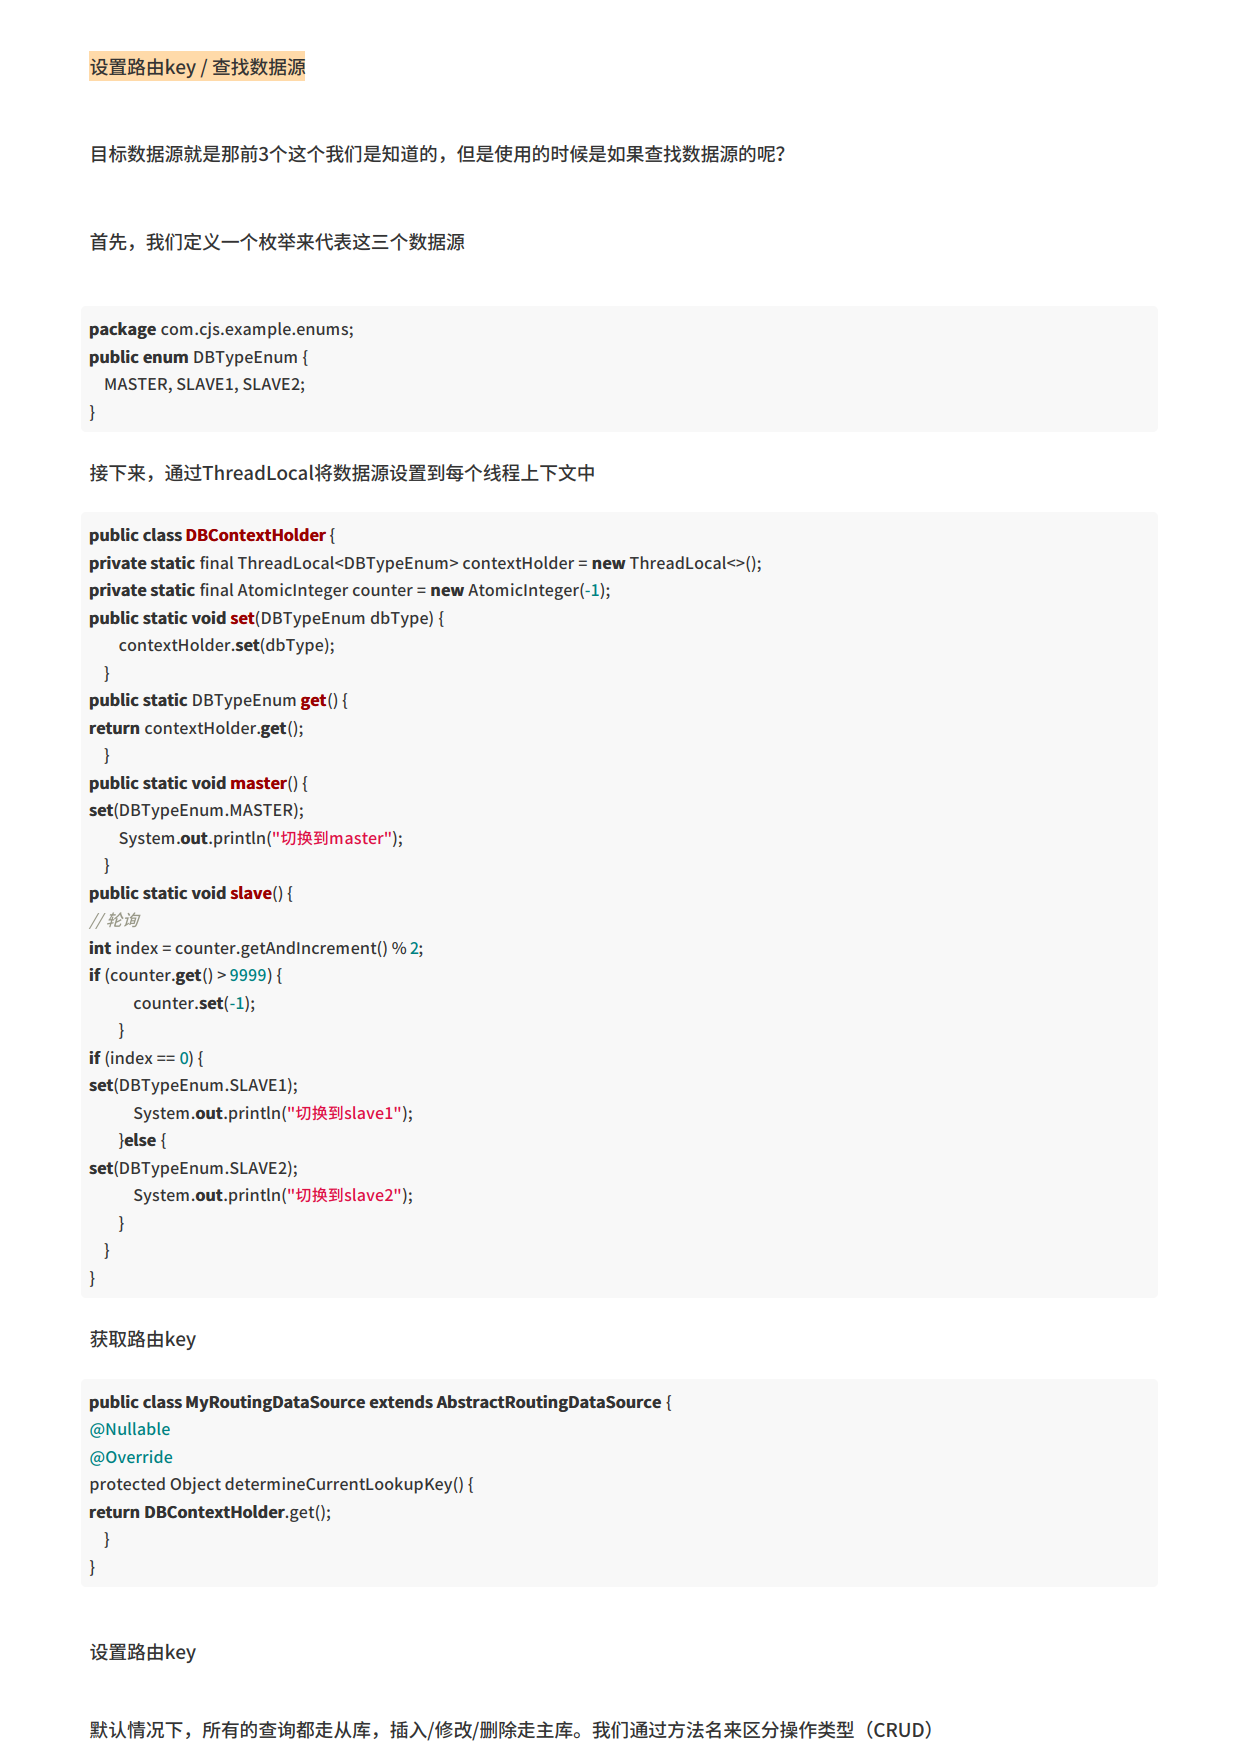 设置路由key / 查找数据源
目标数据源就是那前3个这个我们是知道的，但是使用的时候是如果查找数据源的呢？
首先，我们定义一个枚举来代表这三个数据源
package com.cjs.example.enums;
public enum DBTypeEnum {
    MASTER, SLAVE1, SLAVE2;
}
接下来，通过ThreadLocal将数据源设置到每个线程上下文中
public class DBContextHolder {
private static final ThreadLocal<DBTypeEnum> contextHolder = new ThreadLocal<>();
private static final AtomicInteger counter = new AtomicInteger(-1);
public static void set(DBTypeEnum dbType) {
        contextHolder.set(dbType);
    }
public static DBTypeEnum get() {
return contextHolder.get();
    }
public static void master() {
set(DBTypeEnum.MASTER);
        System.out.println("切换到master");
    }
public static void slave() {
// 轮询
int index = counter.getAndIncrement() % 2;
if (counter.get() > 9999) {
            counter.set(-1);
        }
if (index == 0) {
set(DBTypeEnum.SLAVE1);
            System.out.println("切换到slave1");
        }else {
set(DBTypeEnum.SLAVE2);
            System.out.println("切换到slave2");
        }
    }
}
获取路由key
public class MyRoutingDataSource extends AbstractRoutingDataSource {
@Nullable
@Override
protected Object determineCurrentLookupKey() {
return DBContextHolder.get();
    }
}
设置路由key
默认情况下，所有的查询都走从库，插入/修改/删除走主库。我们通过方法名来区分操作类型（CRUD）